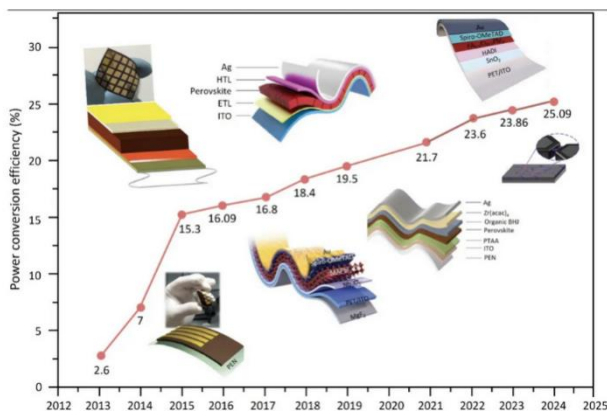 Power conversion efficiency (%)
30
25
20
15
10
5
0
2012 2013 2014 2015 2016 2017 2018 2019 2020 2021 2022 2023 2024 2025
2.6
7
15.3
16.09
16.8
18.4
19.5
21.7
23.6
23.86
25.09
Ag
HTL
Perovskite
ETL
ITO
Au
Spiro-OMeTAD
HADI
SnO₂
PET/ITO
Ag
Organic BHJ
Perovskite
PTAA
ITO
PEN
PET/ITO
MgF₂
PEN